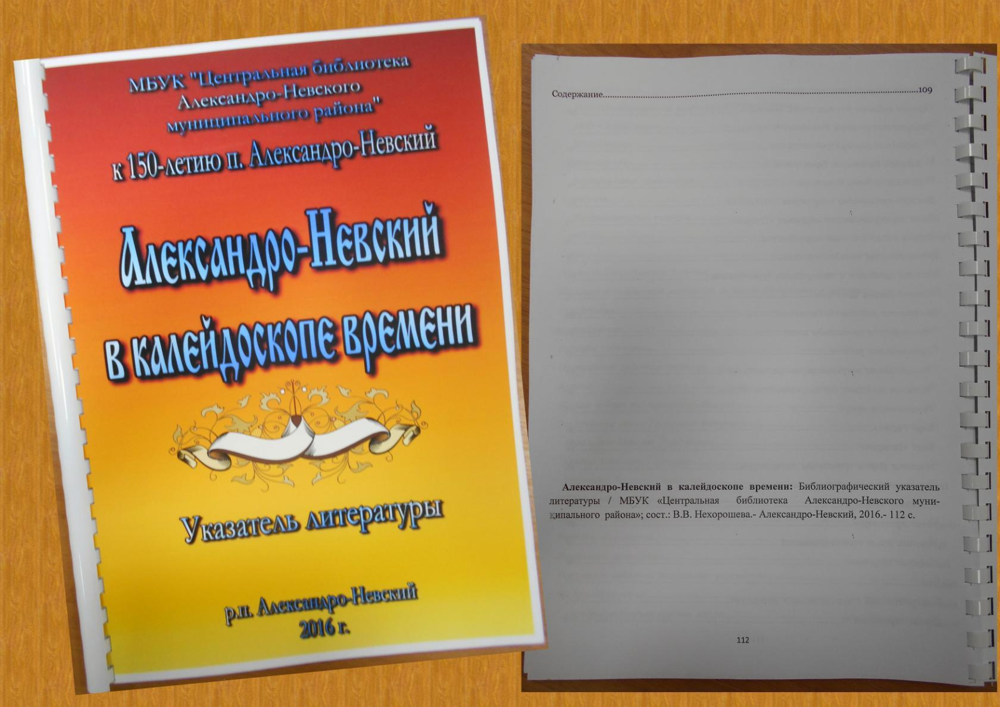 МБУК "Центральная библиотека
Александро-Невского
муниципального района"
к 150-летию п. Александро-Невский
Александро-Невский
в калейдоскопе времени
Указатель литературы
р.п. Александро-Невский
2016 г.
Содержание....................................................................................................109
Александро-Невский в калейдоскопе времени: Библиографический указатель
литературы / МБУК «Центральная библиотека Александро-Невского муни-
ципального района»; сост.: В.В. Нехорошева.- Александро-Невский, 2016.- 112 с.
112